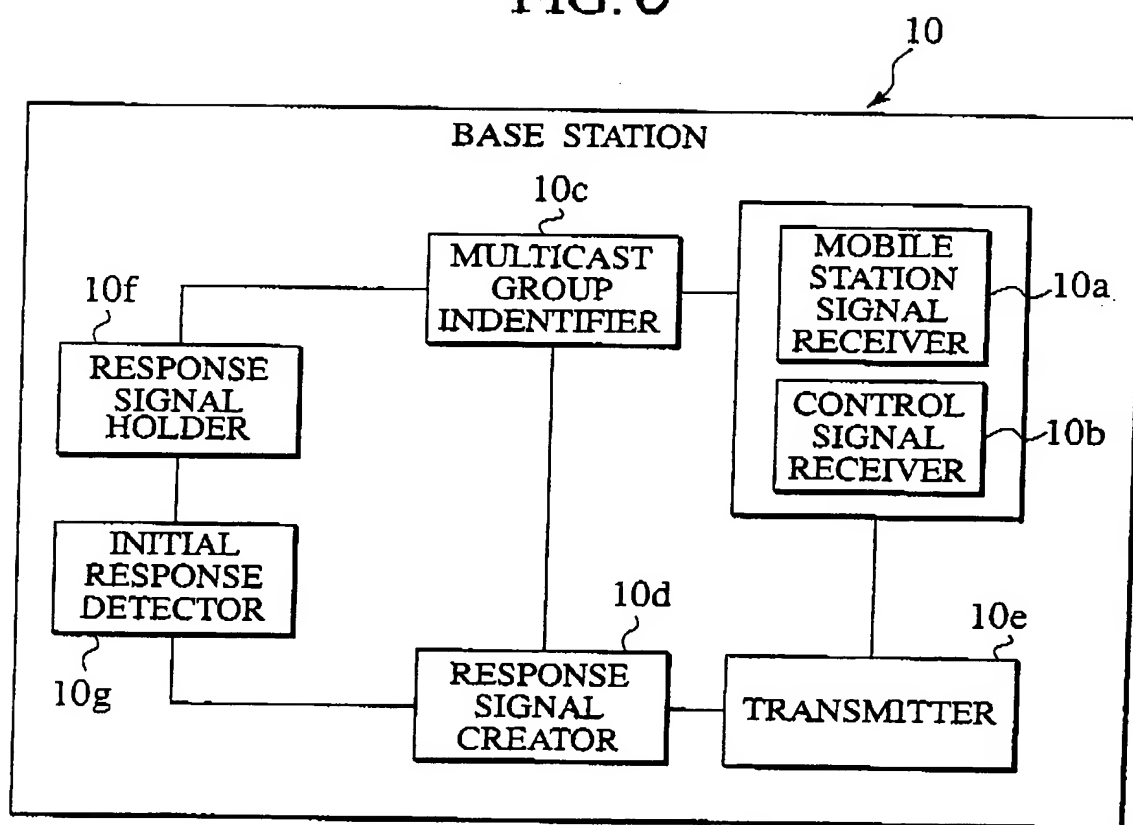 10
BASE STATION
10c
MULTICAST
GROUP
INDENTIFIER
MOBILE
STATION
SIGNAL
RECEIVER
10a
CONTROL
SIGNAL
RECEIVER
10b
10f
RESPONSE
SIGNAL
HOLDER
INITIAL
RESPONSE
DETECTOR
10g
10d
RESPONSE
SIGNAL
CREATOR
10e
TRANSMITTER